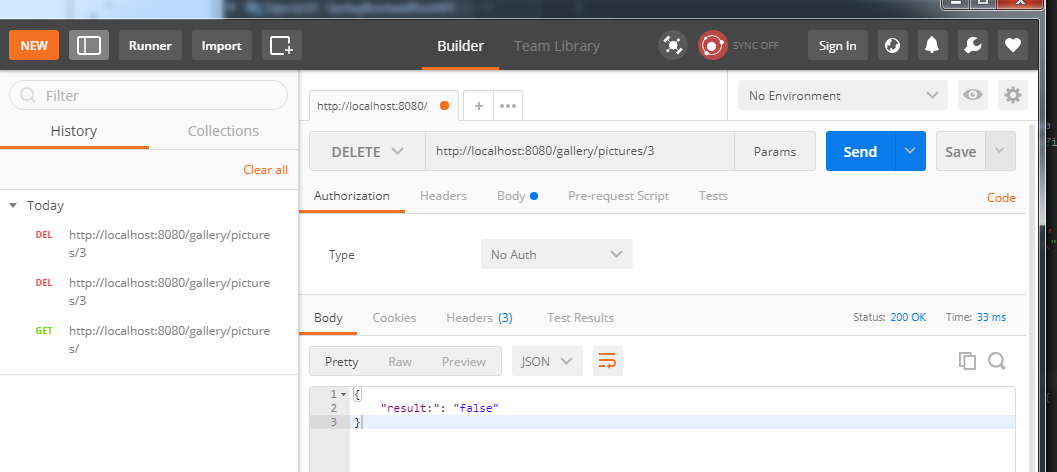 NEW Runner Import Builder Team Library SYNC OFF Sign In
Filter
History Collections
Clear all
Today
DEL http://localhost:8080/gallery/picture
s/3
DEL http://localhost:8080/gallery/picture
s/3
GET http://localhost:8080/gallery/picture
s/
http://localhost:8080/ + ••• No Environment
DELETE http://localhost:8080/gallery/pictures/3 Params Send Save
Authorization Headers Body Pre-request Script Tests Code
Type No Auth
Body Cookies Headers (3) Test Results Status: 200 OK Time: 33 ms
Pretty Raw Preview JSON
1 {
2 "result:": "false"
3 }